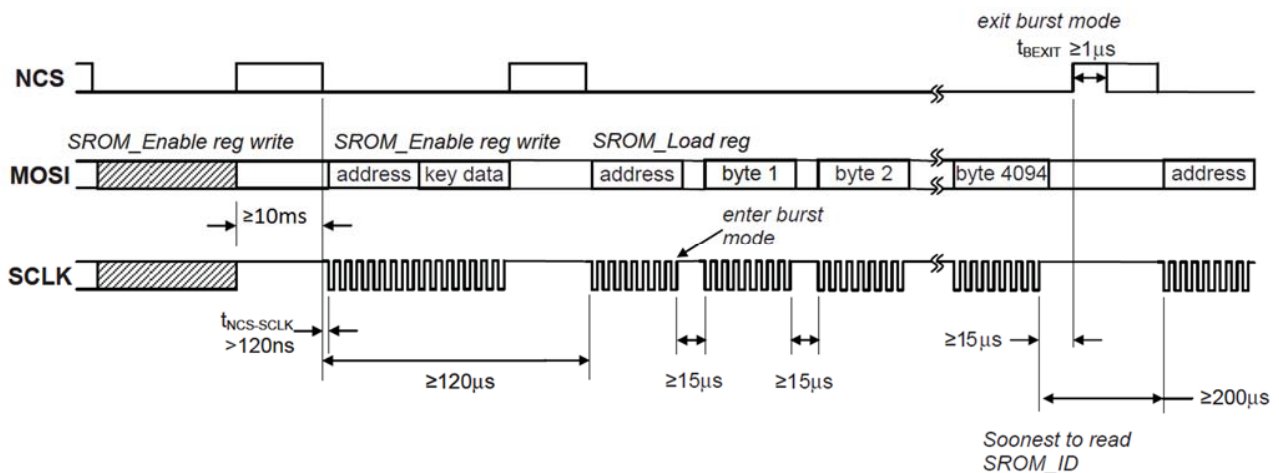 exit burst mode
tBEXIT ≥1μs
NCS
SROM_Enable reg write
SROM_Enable reg write
SROM_Load reg
MOSI
address
key data
address
byte 1
byte 2
byte 4094
address
≥10ms
enter burst
mode
SCLK
tNCS-SCLK
>120ns
≥120μs
≥15μs
≥15μs
≥15μs
≥200μs
Soonest to read
SROM_ID